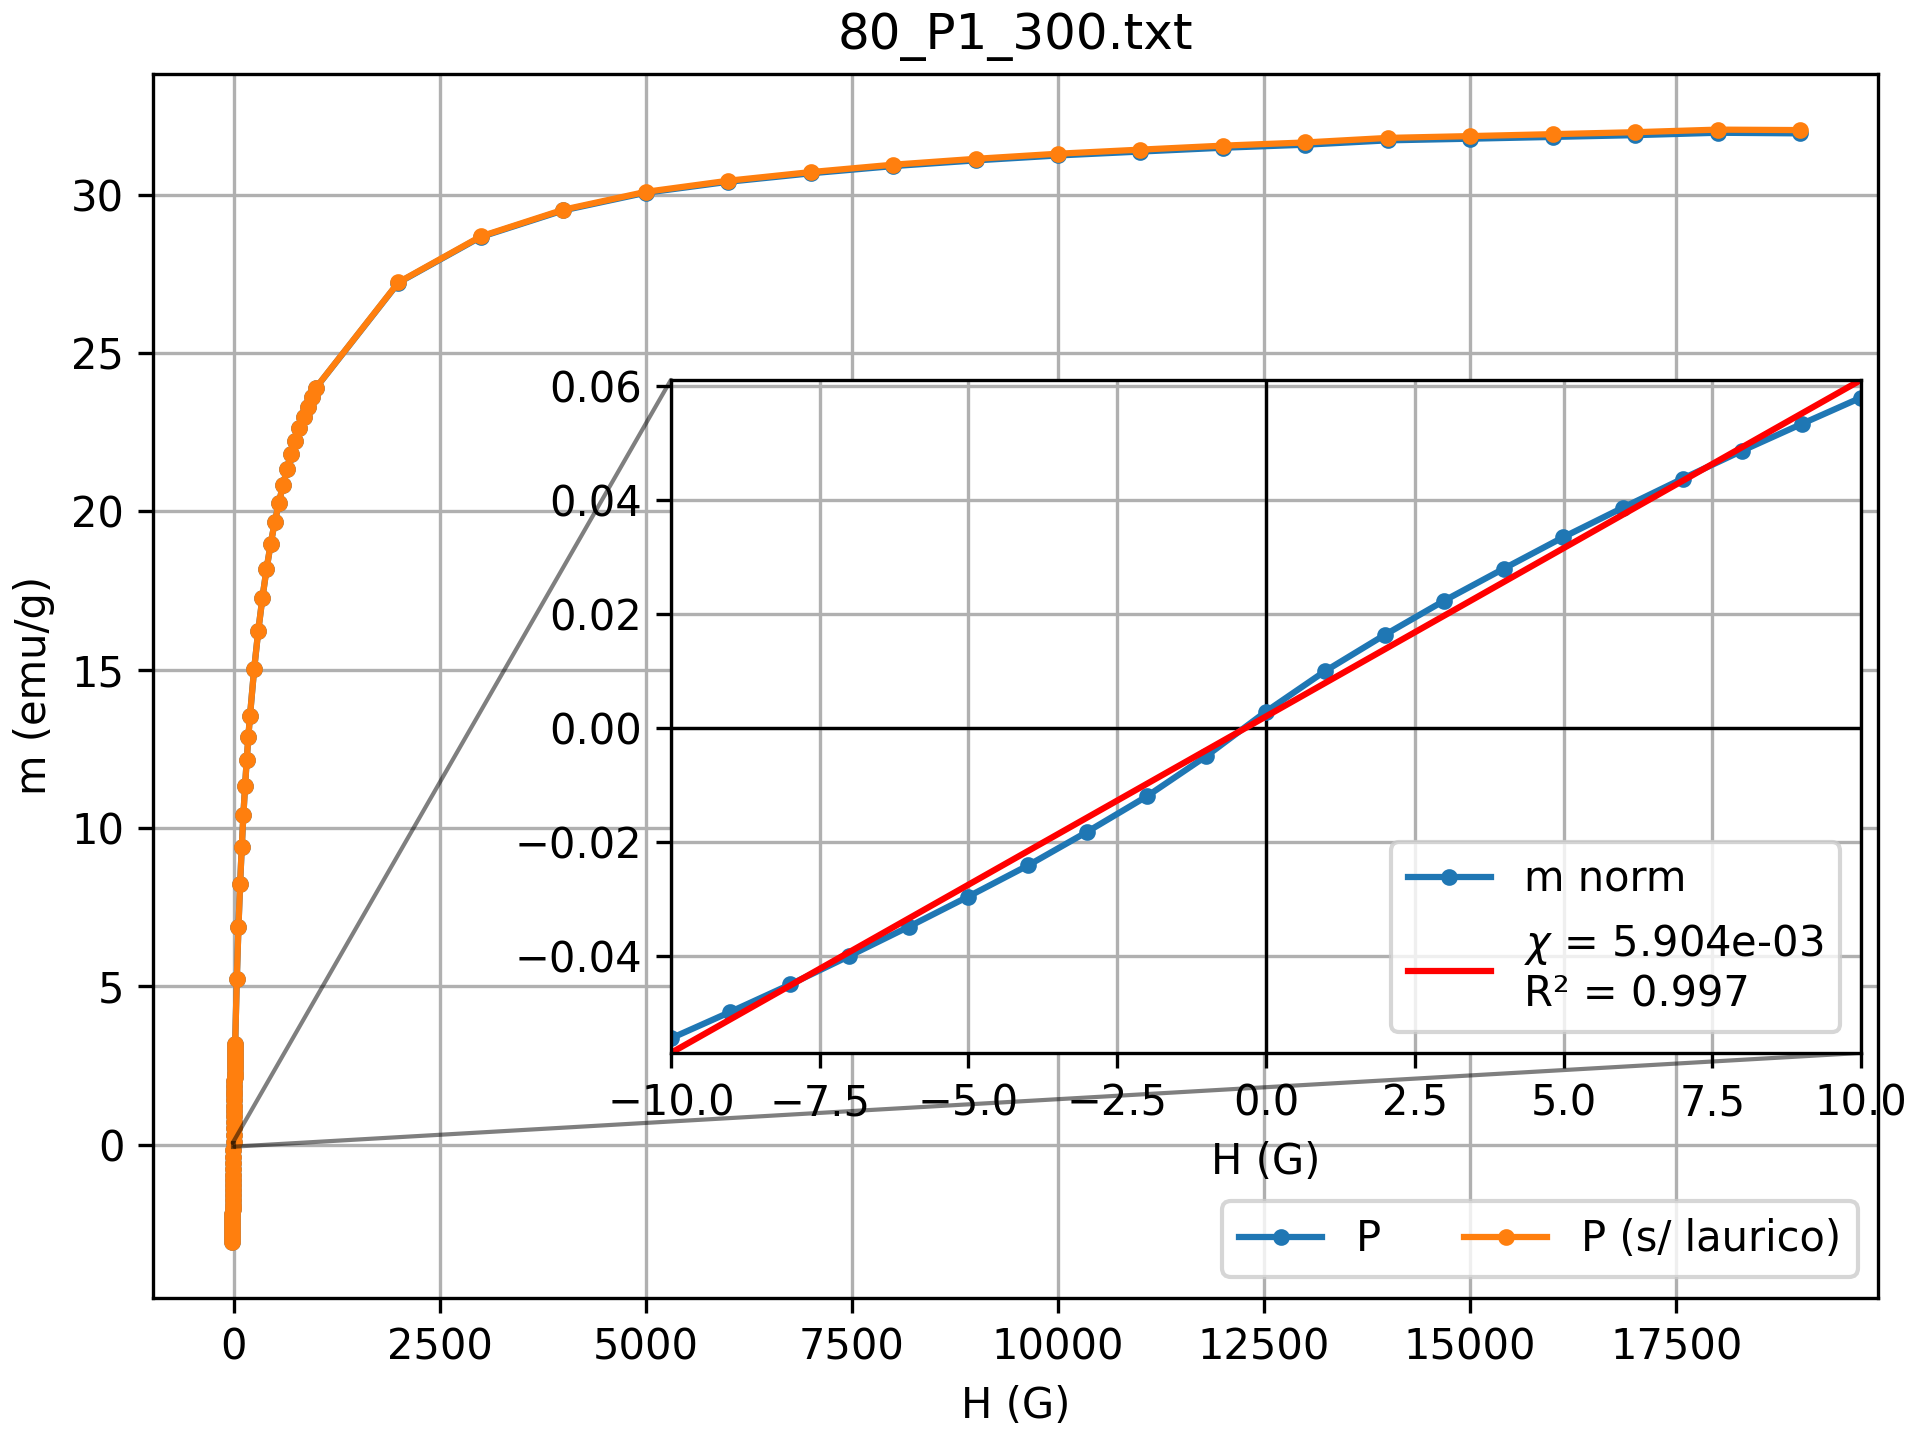 80_P1_300.txt
m (emu/g)
30
25
20
15
10
5
0
0 2500 5000 7500 10000 12500 15000 17500
H (G)
0.06
0.04
0.02
0.00
−0.02
−0.04
−10.0 −7.5 −5.0 −2.5 0.0 2.5 5.0 7.5 10.0
H (G)
m norm
χ = 5.904e-03
R² = 0.997
P P (s/ laurico)